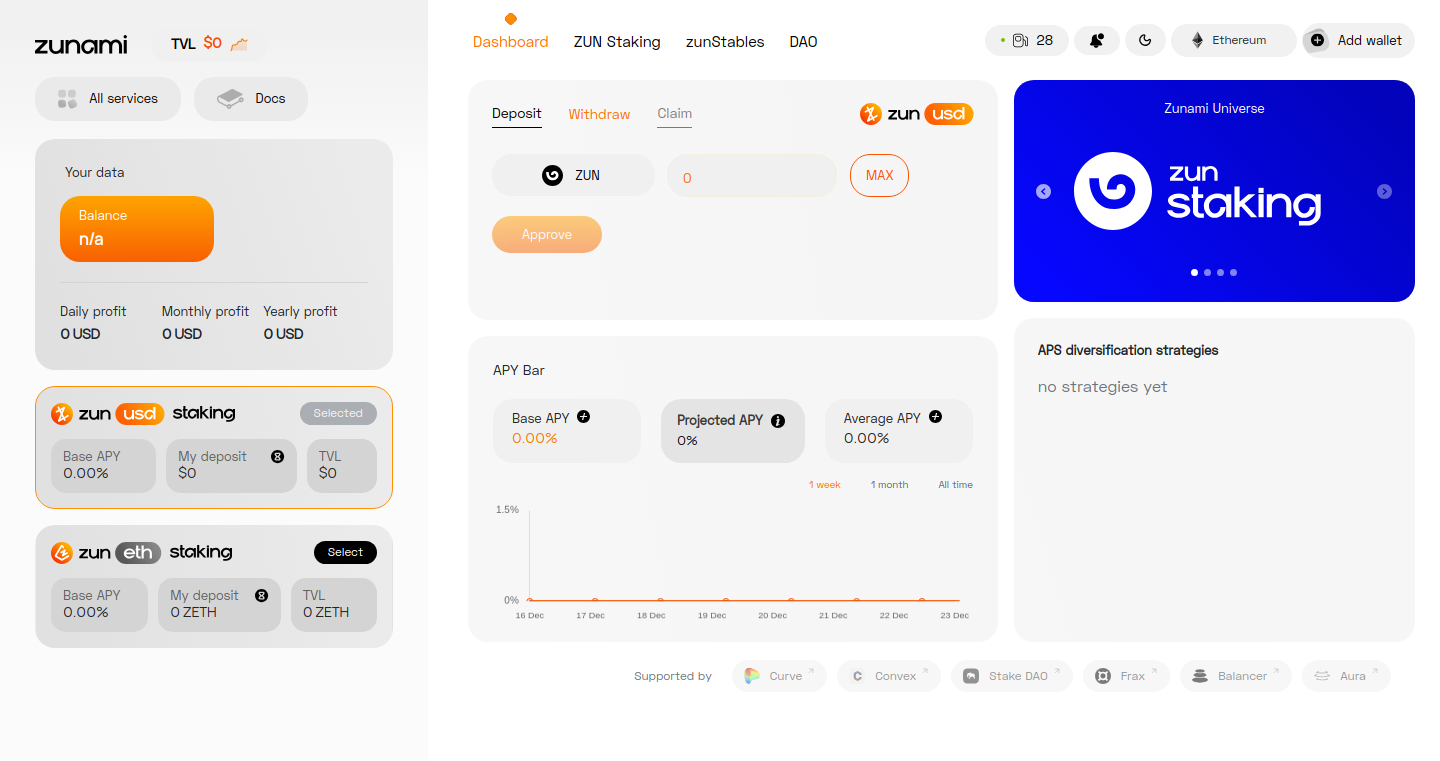 zunami
TVL $0
All services
Docs
Your data
Balance
n/a
Daily profit Monthly profit Yearly profit
0 USD 0 USD 0 USD
zun usd staking
Selected
Base APY My deposit TVL
0.00% $0 $0
zun eth staking
Select
Base APY My deposit TVL
0.00% 0 ZETH 0 ZETH
Dashboard ZUN Staking zunStables DAO
28
Ethereum
Add wallet
Deposit Withdraw Claim
zun usd
ZUN
0
MAX
Approve
Zunami Universe
zun
staking
APY Bar
Base APY
0.00%
Projected APY
0%
Average APY
0.00%
1 week 1 month All time
1.5%
0%
16 Dec 17 Dec 18 Dec 19 Dec 20 Dec 21 Dec 22 Dec 23 Dec
APS diversification strategies
no strategies yet
Supported by
Curve
Convex
Stake DAO
Frax
Balancer
Aura